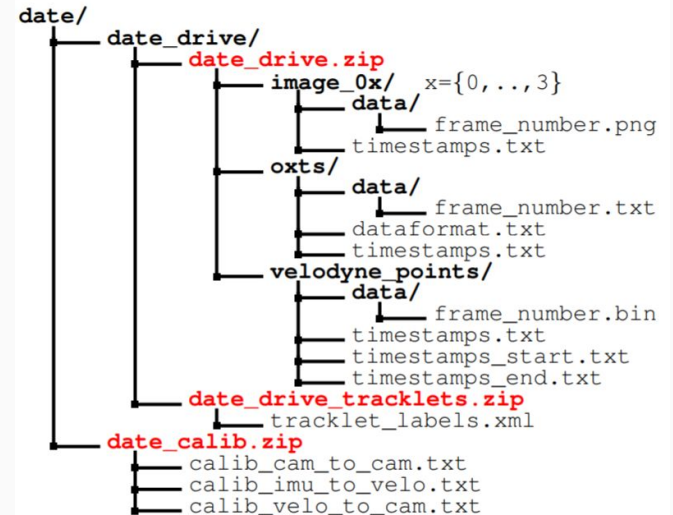 date/
date_drive/
date_drive.zip
image_0x/ x={0,..,3}
data/
frame_number.png
timestamps.txt
oxts/
data/
frame_number.txt
dataformat.txt
timestamps.txt
velodyne_points/
data/
frame_number.bin
timestamps.txt
timestamps_start.txt
timestamps_end.txt
date_drive_tracklets.zip
tracklet_labels.xml
date_calib.zip
calib_cam_to_cam.txt
calib_imu_to_velo.txt
calib_velo_to_cam.txt